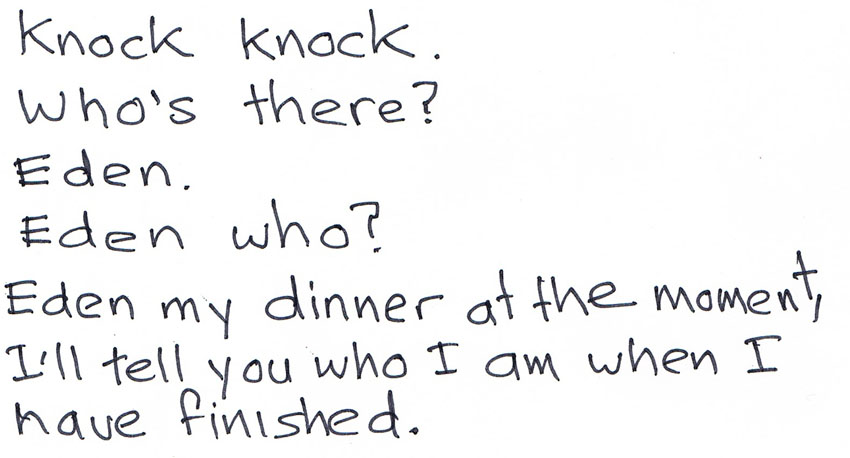 Knock knock.
Who's there?
Eden.
Eden who?
Eden my dinner at the moment,
I'll tell you who I am when I
have finished.